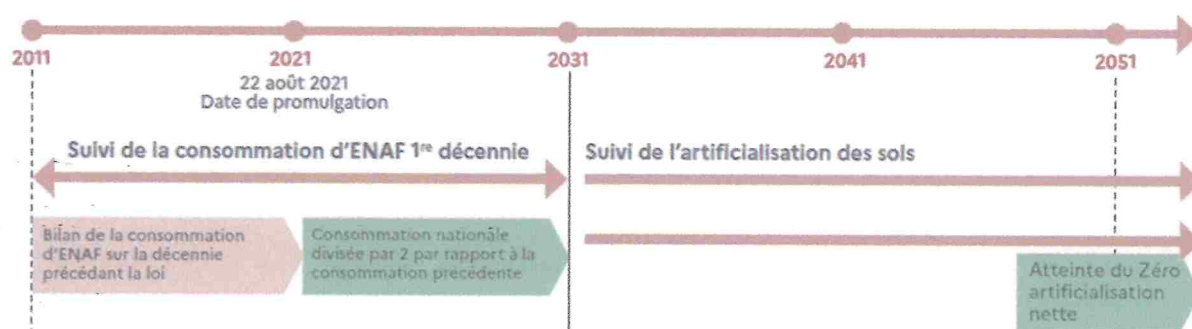 2011 2021 2031 2041 2051
22 août 2021
Date de promulgation
Suivi de la consommation d'ENAF 1re décennie
Suivi de l'artificialisation des sols
Bilan de la consommation
d'ENAF sur la décennie
précédant la loi
Consommation nationale
divisée par 2 par rapport à la
consommation précédente
Atteinte du Zéro
artificialisation
nette